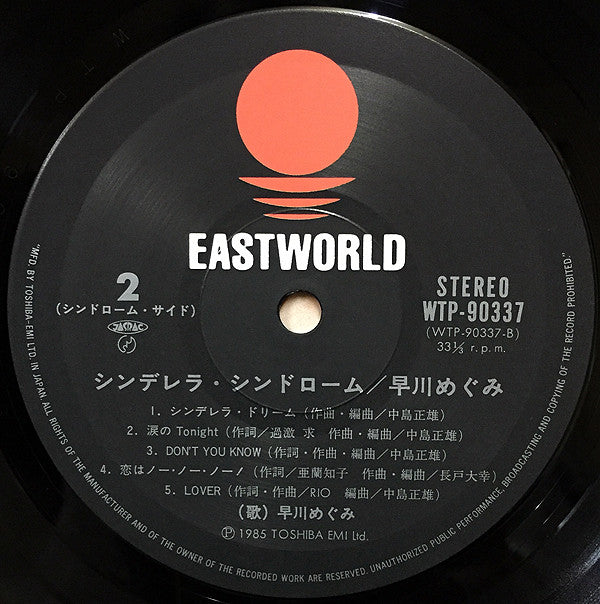 EASTWORLD
2
(シンドローム・サイド)
JASRAC
STEREO
WTP-90337
(WTP-90337-B)
33⅓ r.p.m.
シンデレラ・シンドローム/早川めぐみ
1. シンデレラ・ドリーム (作曲・編曲/中島正雄)
2. 涙のTonight (作詞/過激 求 作曲・編曲/中島正雄)
3. DON'T YOU KNOW (作詞・作曲・編曲/中島正雄)
4. 恋はノー・ノー・ノー! (作詞/亜蘭知子 作曲・編曲/長戸大幸)
5. LOVER (作詞・作曲/RIO 編曲/中島正雄)
(歌) 早川めぐみ
Ⓟ 1985 TOSHIBA EMI Ltd.
"MFD. BY TOSHIBA-EMI LTD. IN JAPAN ALL RIGHTS OF THE MANUFACTURER AND OF THE OWNER OF THE RECORDED WORK ARE RESERVED. UNAUTHORIZED PUBLIC PERFORMANCE, BROADCASTING AND COPYING OF THE RECORD PROHIBITED."